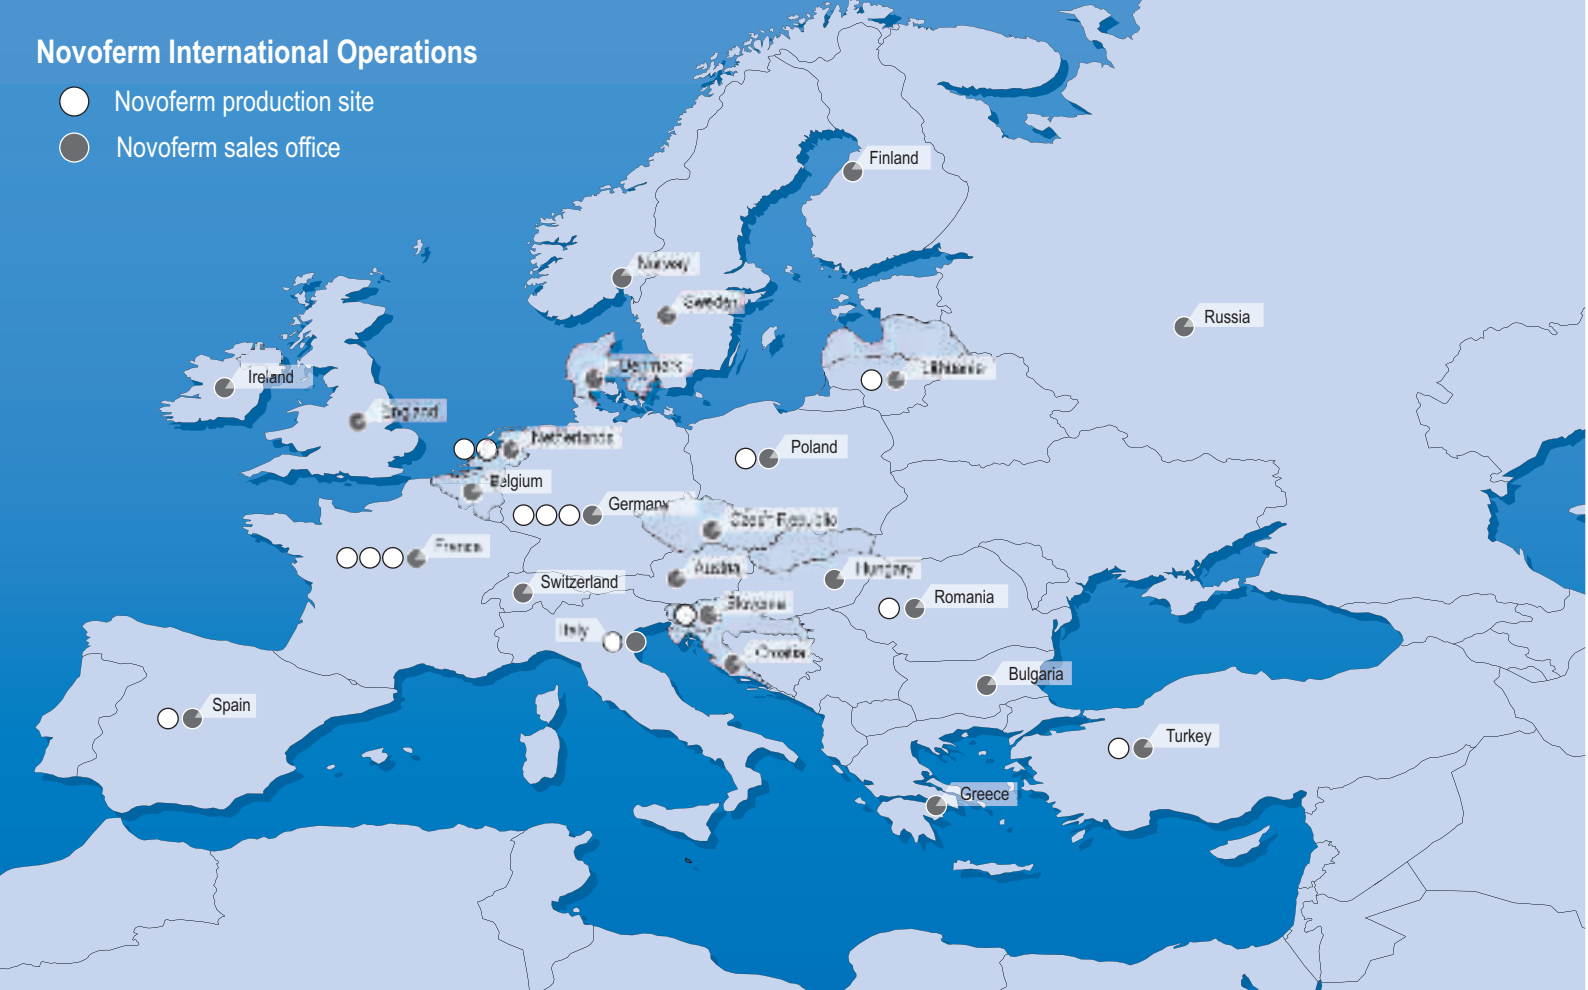 Novoferm International Operations
Novoferm production site
Novoferm sales office
Finland
Norway
Sweden
Russia
Denmark
Lithuania
Ireland
England
Netherlands
Poland
Belgium
Germany
Czech Republic
France
Austria
Hungary
Switzerland
Romania
Slovenia
Italy
Croatia
Bulgaria
Spain
Turkey
Greece